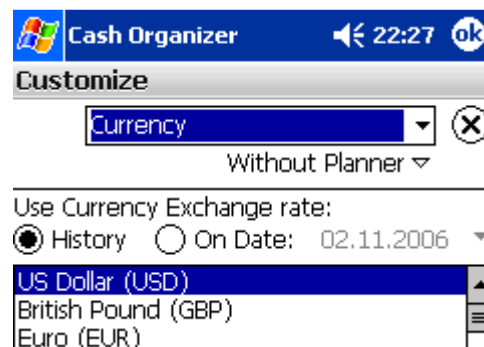 Cash Organizer 22:27 ok
Customize
Currency
Without Planner
Use Currency Exchange rate:
History On Date: 02.11.2006
US Dollar (USD)
British Pound (GBP)
Euro (EUR)